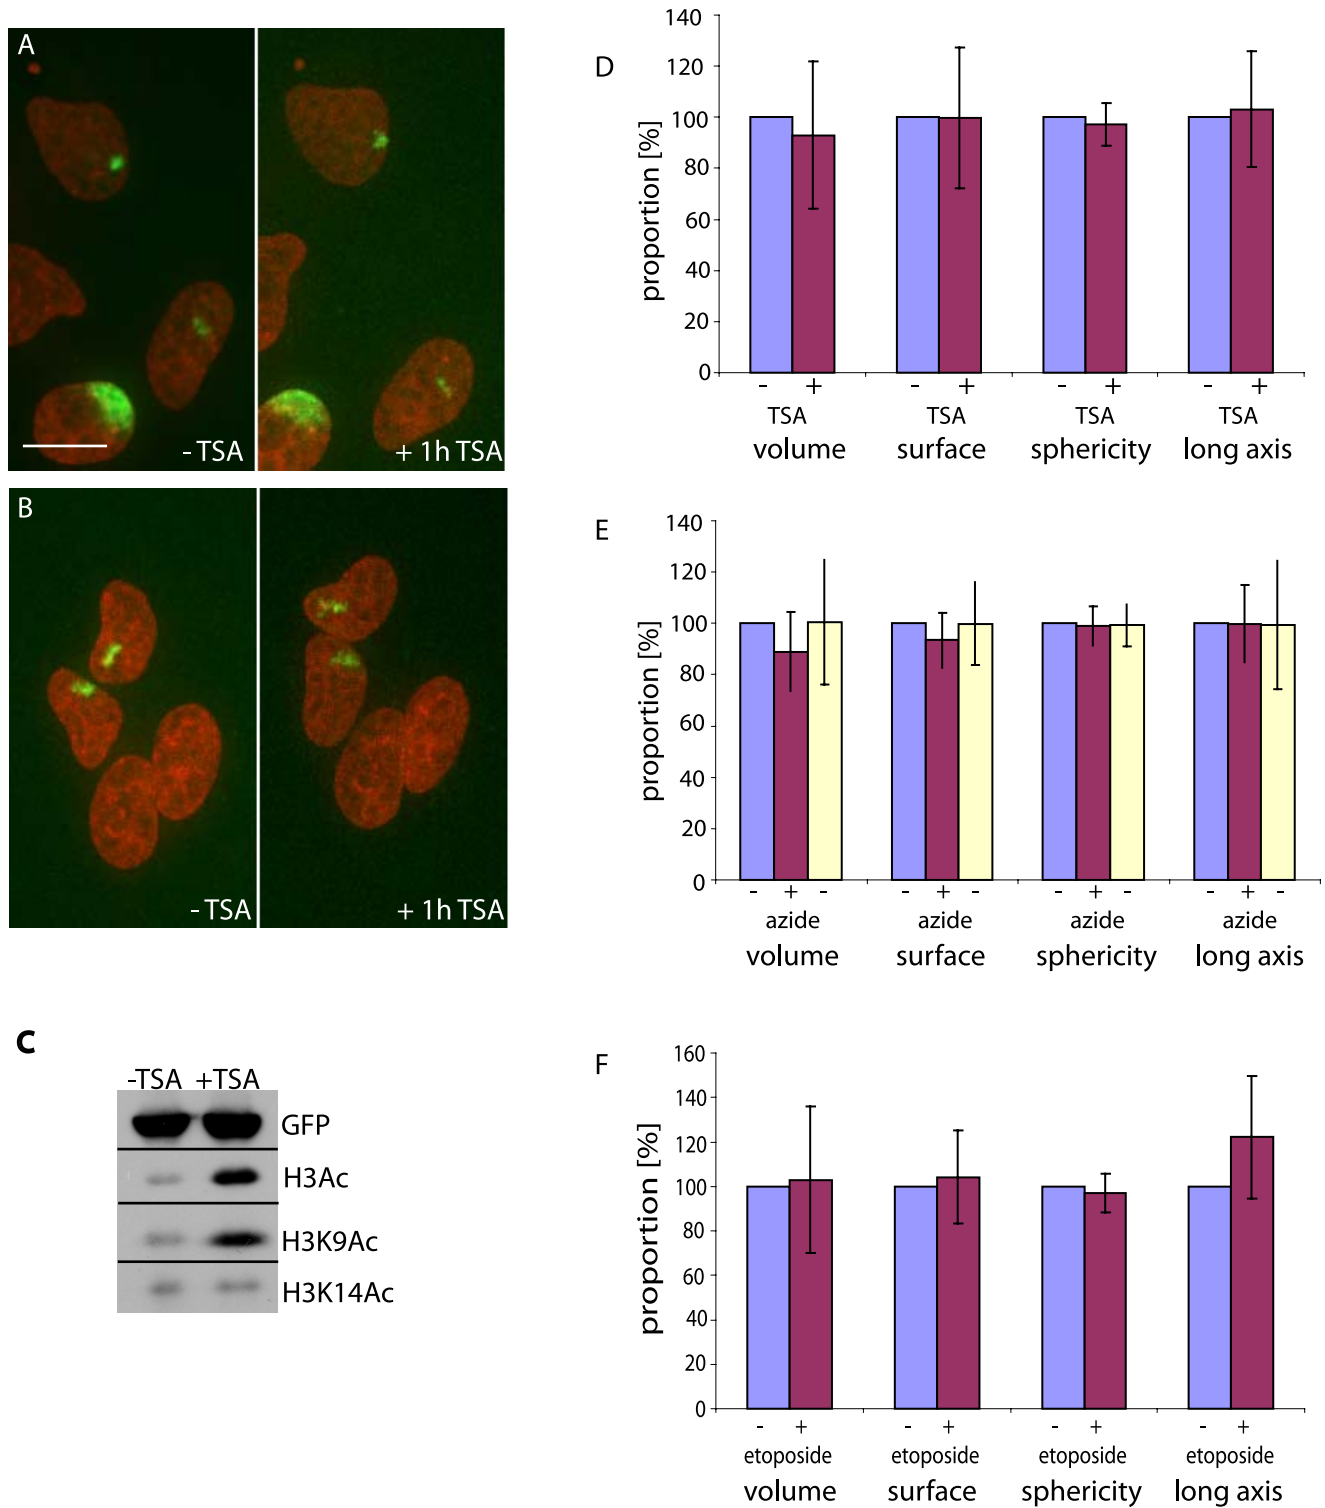 A
- TSA
+ 1h TSA
B
- TSA
+ 1h TSA
C
-TSA +TSA
GFP
H3Ac
H3K9Ac
H3K14Ac
D
proportion [%]
140
120
100
80
60
40
20
0
- + - + - + - +
TSA TSA TSA TSA
volume surface sphericity long axis
E
proportion [%]
140
120
100
80
60
40
20
0
- + - - + - - + - - + -
azide azide azide azide
volume surface sphericity long axis
F
proportion [%]
160
140
120
100
80
60
40
20
0
- + - + - + - +
etoposide etoposide etoposide etoposide
volume surface sphericity long axis